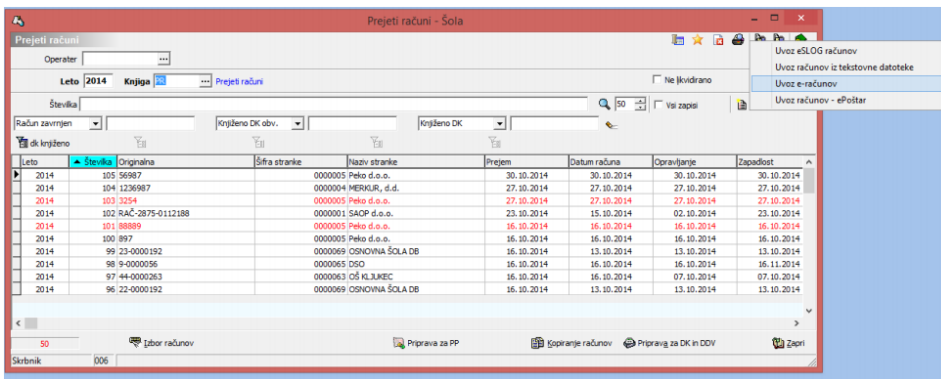 Prejeti računi - Šola
Prejeti računi
Operater
Leto 2014 Knjiga PR Prejeti računi
Ne likvidirano
Številka
50
Vsi zapisi
Račun zavrnjen
Knjiženo DK obv.
Knjiženo DK
dk knjiženo
Uvoz eSLOG računov
Uvoz računov iz tekstovne datoteke
Uvoz e-računov
Uvoz računov - ePoštar
Leto Številka Originalna Šifra stranke Naziv stranke Prejem Datum računa Opravljanje Zapadlost
2014 105 56987 0000005 Peko d.o.o. 30.10.2014 30.10.2014 30.10.2014 30.10.2014
2014 104 1236987 0000004 MERKUR, d.d. 27.10.2014 27.10.2014 27.10.2014 27.10.2014
2014 103 3254 0000005 Peko d.o.o. 27.10.2014 27.10.2014 27.10.2014 27.10.2014
2014 102 RAČ-2875-0112188 0000001 SAOP d.o.o. 23.10.2014 15.10.2014 02.10.2014 23.10.2014
2014 101 88889 0000005 Peko d.o.o. 16.10.2014 16.10.2014 16.10.2014 16.10.2014
2014 100 897 0000005 Peko d.o.o. 16.10.2014 16.10.2014 16.10.2014 16.10.2014
2014 99 23-0000192 0000069 OSNOVNA ŠOLA DB 16.10.2014 13.10.2014 13.10.2014 13.10.2014
2014 98 9-0000056 0000065 DSO 16.10.2014 16.10.2014 16.10.2014 16.11.2014
2014 97 44-0000263 0000063 OŠ KLJUKEC 16.10.2014 16.10.2014 07.10.2014 07.10.2014
2014 96 22-0000192 0000069 OSNOVNA ŠOLA DB 16.10.2014 13.10.2014 13.10.2014 13.10.2014
50 Izbor računov Priprava za PP Kopiranje računov Priprava za DK in DDV Zapri
Skrbnik 006